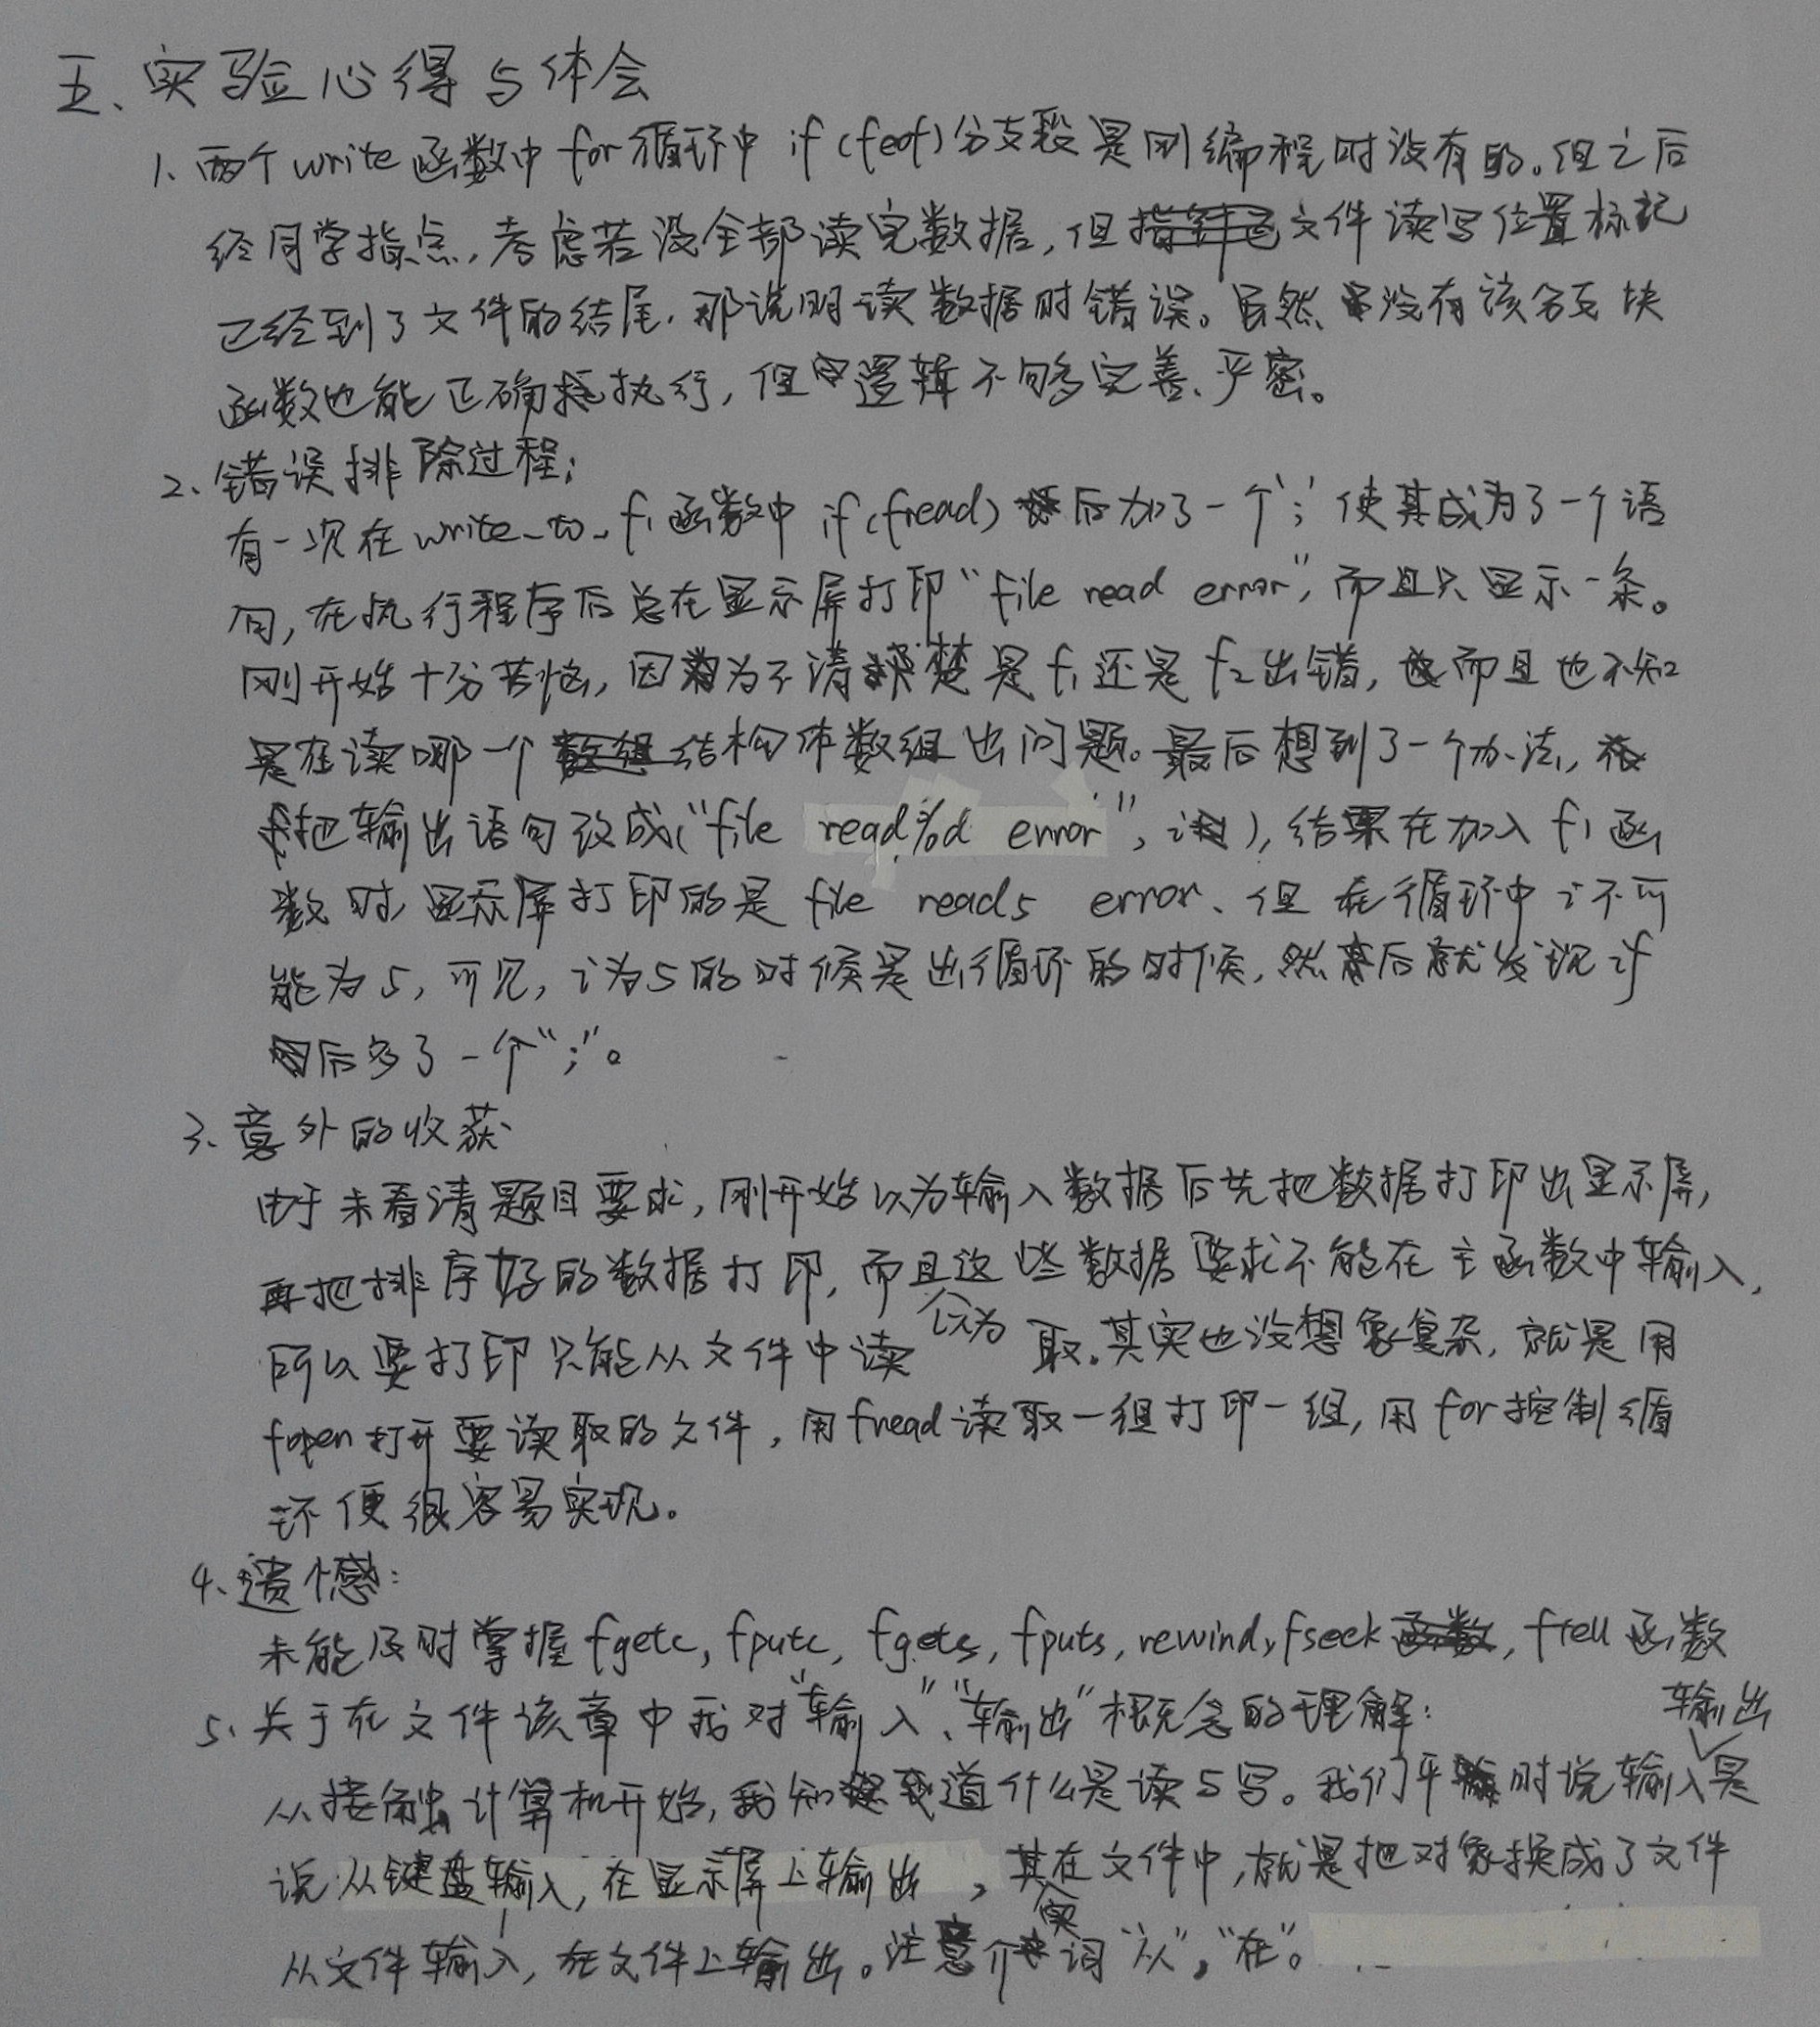 五、实验心得与体会
1、两个write函数中for循环中if(feof)分支段是刚编程时没有的。但之后
经同学指点,考虑若没全部读完数据,但文件读写位置标记
已经到了文件的结尾,那说明读数据时错误。虽然没有该分支块
函数也能正确执行,但逻辑不够完善、严密。
2、错误排除过程:
有一次在write_to_f1函数中if(fread)后加了一个';'使其成为了一个语
句,在执行程序后总在显示屏打印“file read error”,而且只显示一条。
刚开始十分苦恼,因为不清楚是f1还是f2出错,而且也不知
是在读哪一个结构体数组出问题。最后想到了一个办法,
把输出语句改成(“file read%d error”, i),结果在加入f1函
数时,显示屏打印的是file read5 error、但在循环中i不可
能为5,可见,i为5的时候是出循环的时候,然后就发现if
后多了一个“;”。
3、意外的收获
由于未看清题目要求,刚开始以为输入数据后先把数据打印出显示屏,
再把排序好的数据打印,而且这些数据要求不能在主函数中输入,
所以要打印只能从文件中读取。其实也没想象复杂,就是用
以为
fopen打开要读取的文件,用fread读取一组打印一组,用for控制循
环便很容易实现。
4、遗憾:
未能及时掌握fgetc, fputc, fgets, fputs, rewind, fseek, ftell函数
5、关于在文件该章中我对“输入”、“输出”概念的理解:
输出
从接触计算机开始,我知道什么是读与写。我们平时说输入是
说从键盘输入,在显示屏上输出,其在文件中,就是把对象换成了文件
实
从文件输入,在文件上输出。注意介词“从”,“在”。